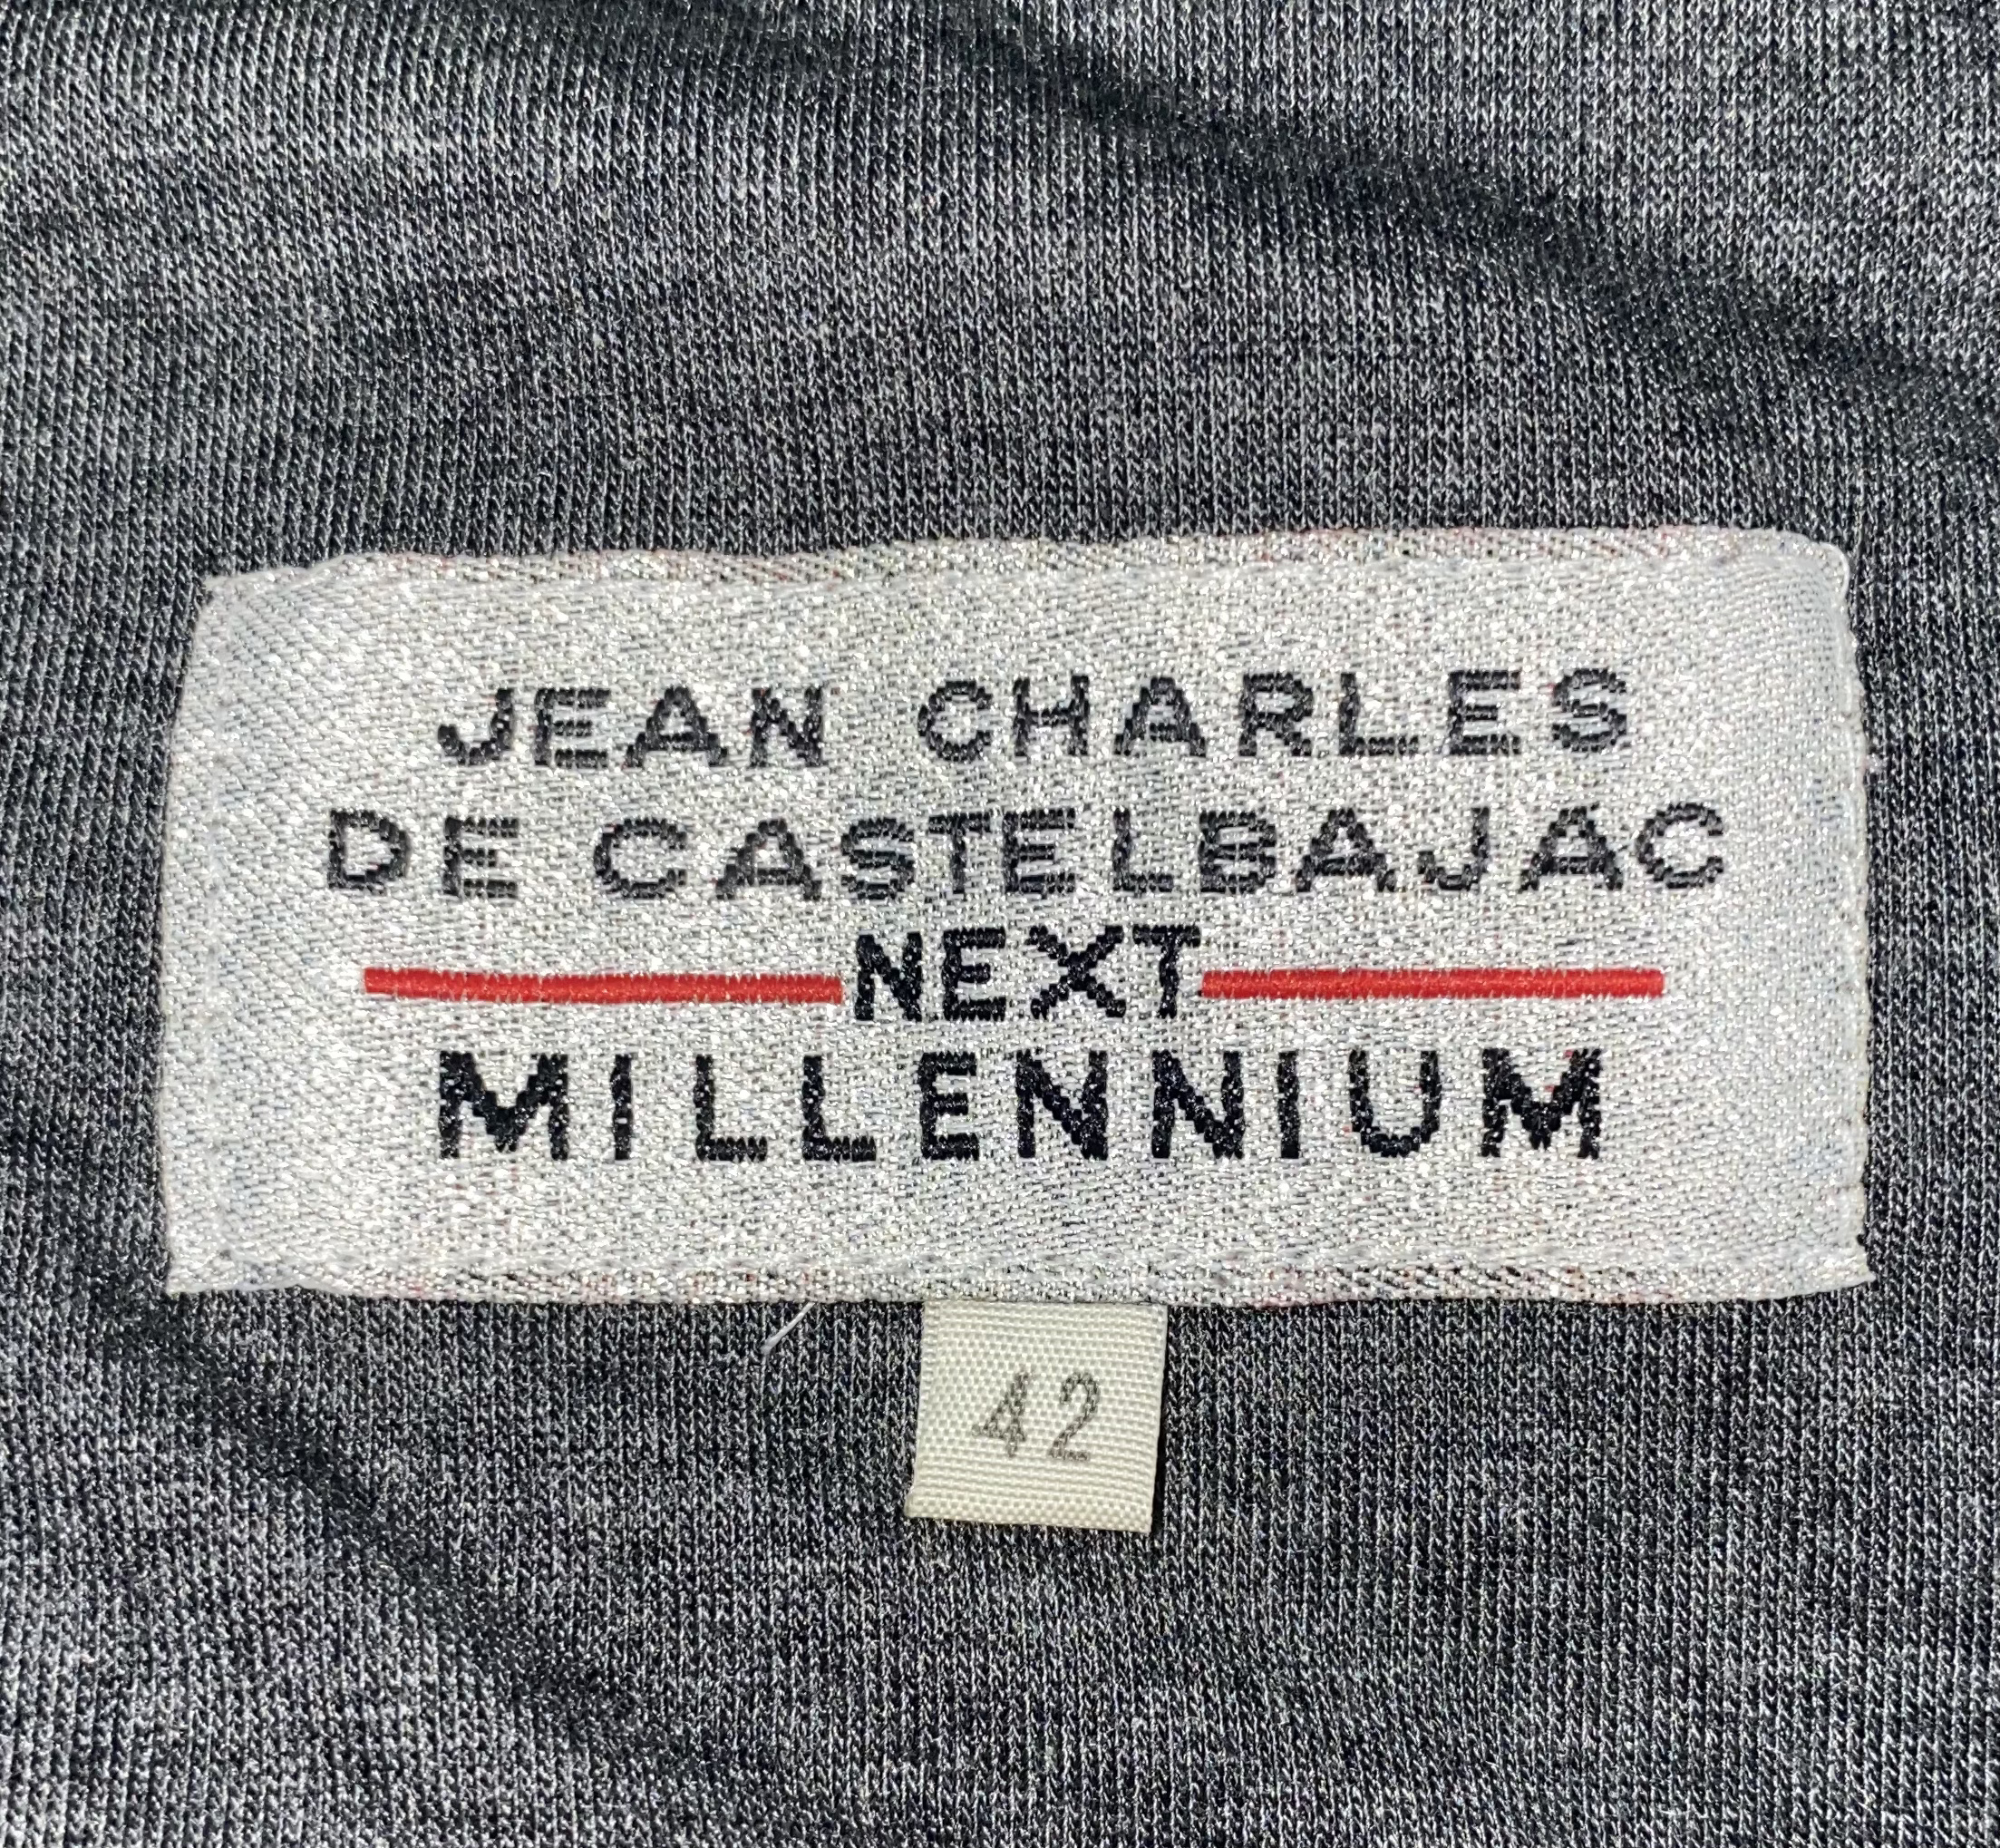 JEAN CHARLES
DE CASTELBAJAC
NEXT
MILLENNIUM
42